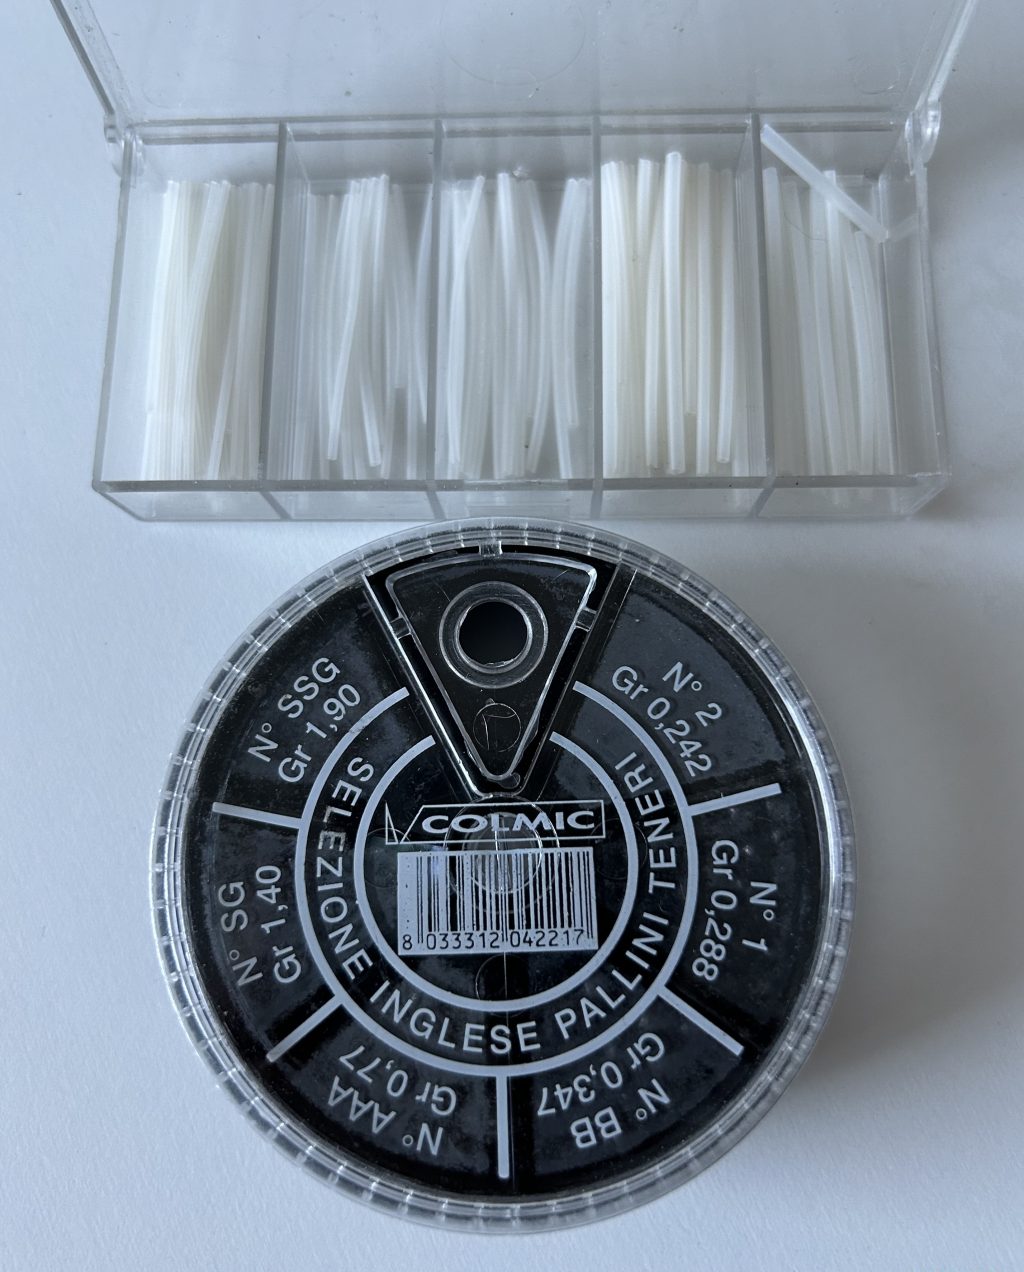 N° SSG
Gr 1,90
N° 2
Gr 0,242
N° 1
Gr 0,288
N° BB
Gr 0,347
N° AAA
Gr 0,77
N° SG
Gr 1,40
SELEZIONE INGLESE PALLINI TENERI
COLMIC
8 033312 042217